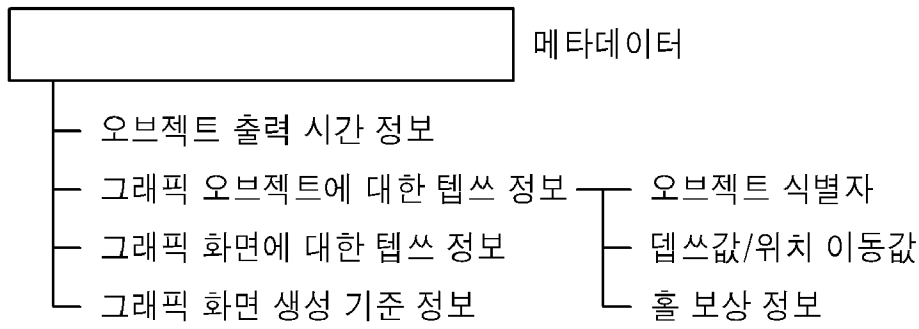 메타데이터
오브젝트 출력 시간 정보
그래픽 오브젝트에 대한 텝쓰 정보
오브젝트 식별자
그래픽 화면에 대한 텝쓰 정보
뎁쓰값/위치 이동값
그래픽 화면 생성 기준 정보
홀 보상 정보